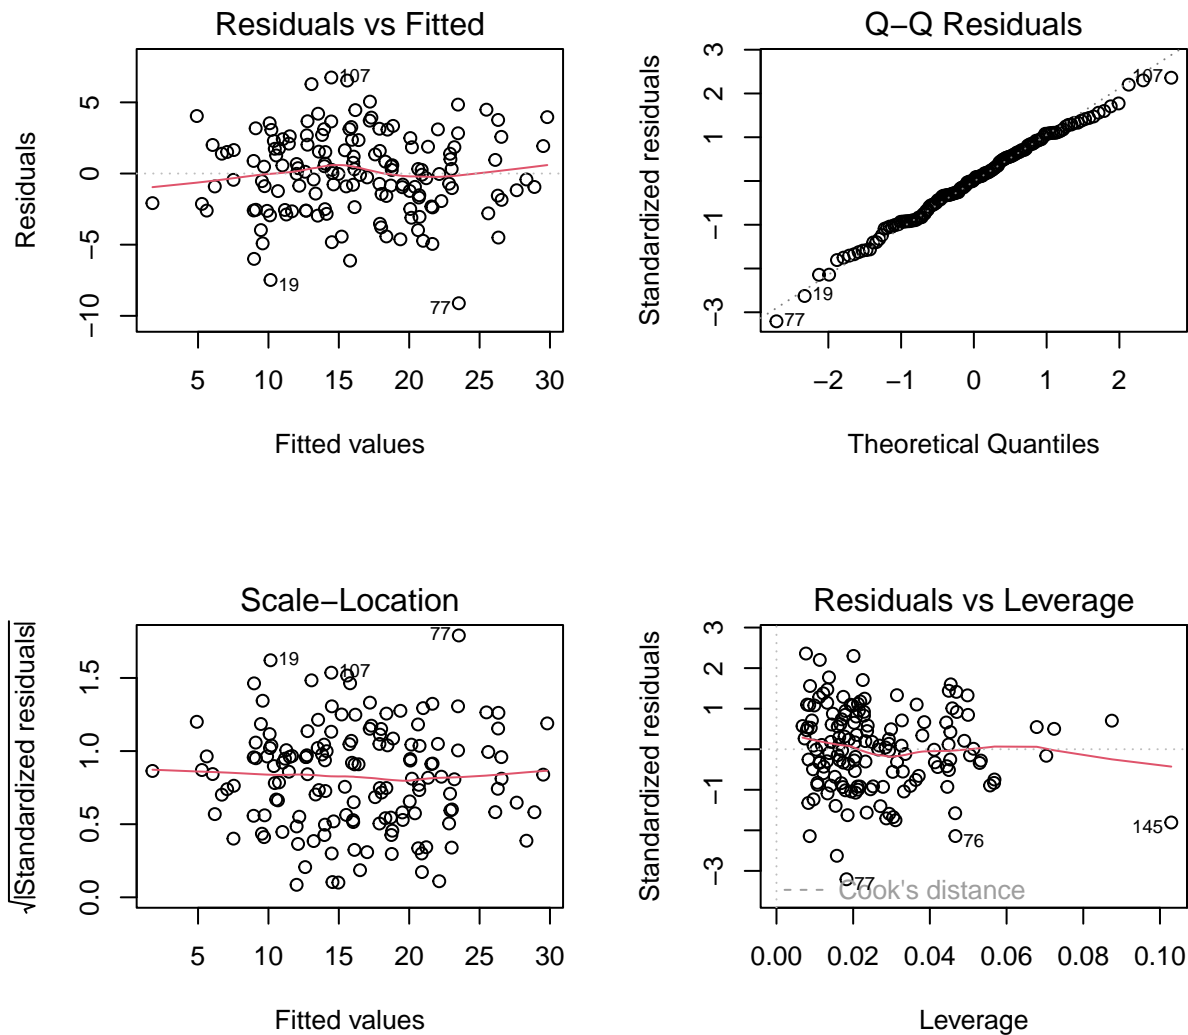 Residuals vs Fitted
Residuals
5
0
−5
−10
107
19
77
5 10 15 20 25 30
Fitted values
Q−Q Residuals
Standardized residuals
3
2
1
−1
−3
107
19
77
−2 −1 0 1 2
Theoretical Quantiles
Scale−Location
√|Standardized residuals|
1.5
1.0
0.5
0.0
77
19
107
5 10 15 20 25 30
Fitted values
Residuals vs Leverage
Standardized residuals
3
2
1
−1
−3
145
76
77
Cook's distance
0.00 0.02 0.04 0.06 0.08 0.10
Leverage